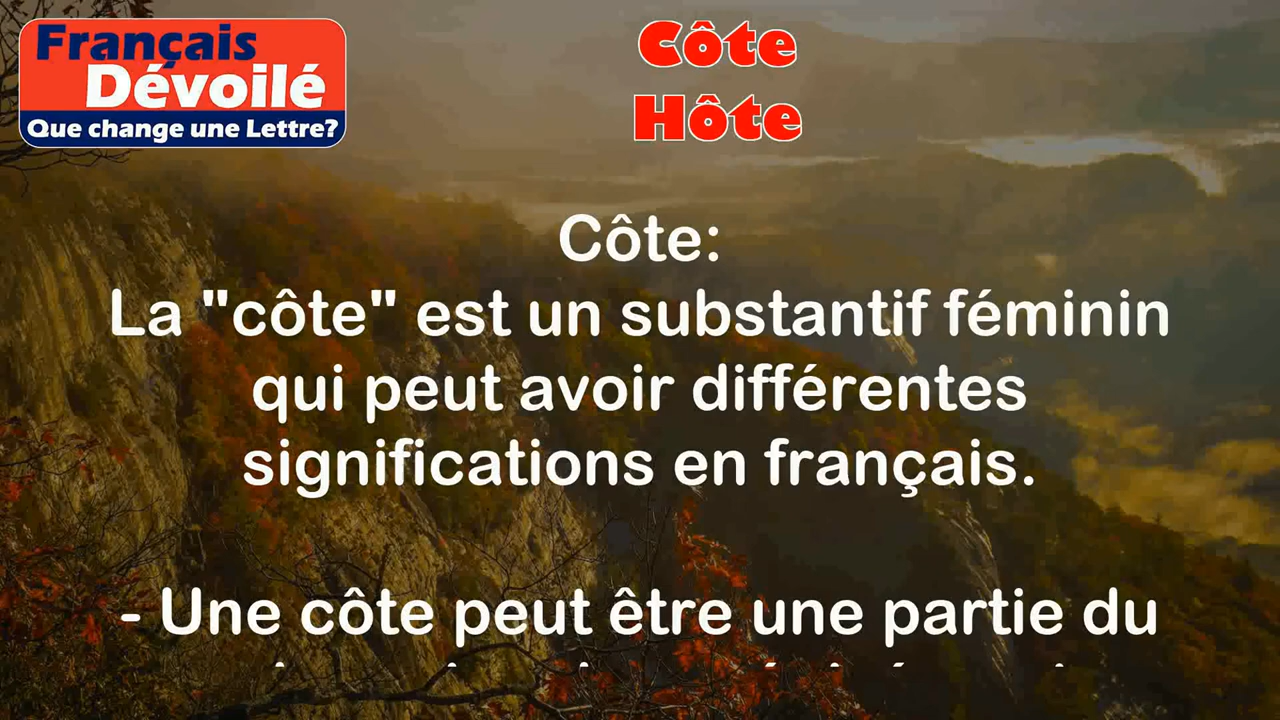 Français
Dévoilé
Que change une Lettre?
Côte
Hôte
Côte:
La "côte" est un substantif féminin
qui peut avoir différentes
significations en français.
- Une côte peut être une partie du